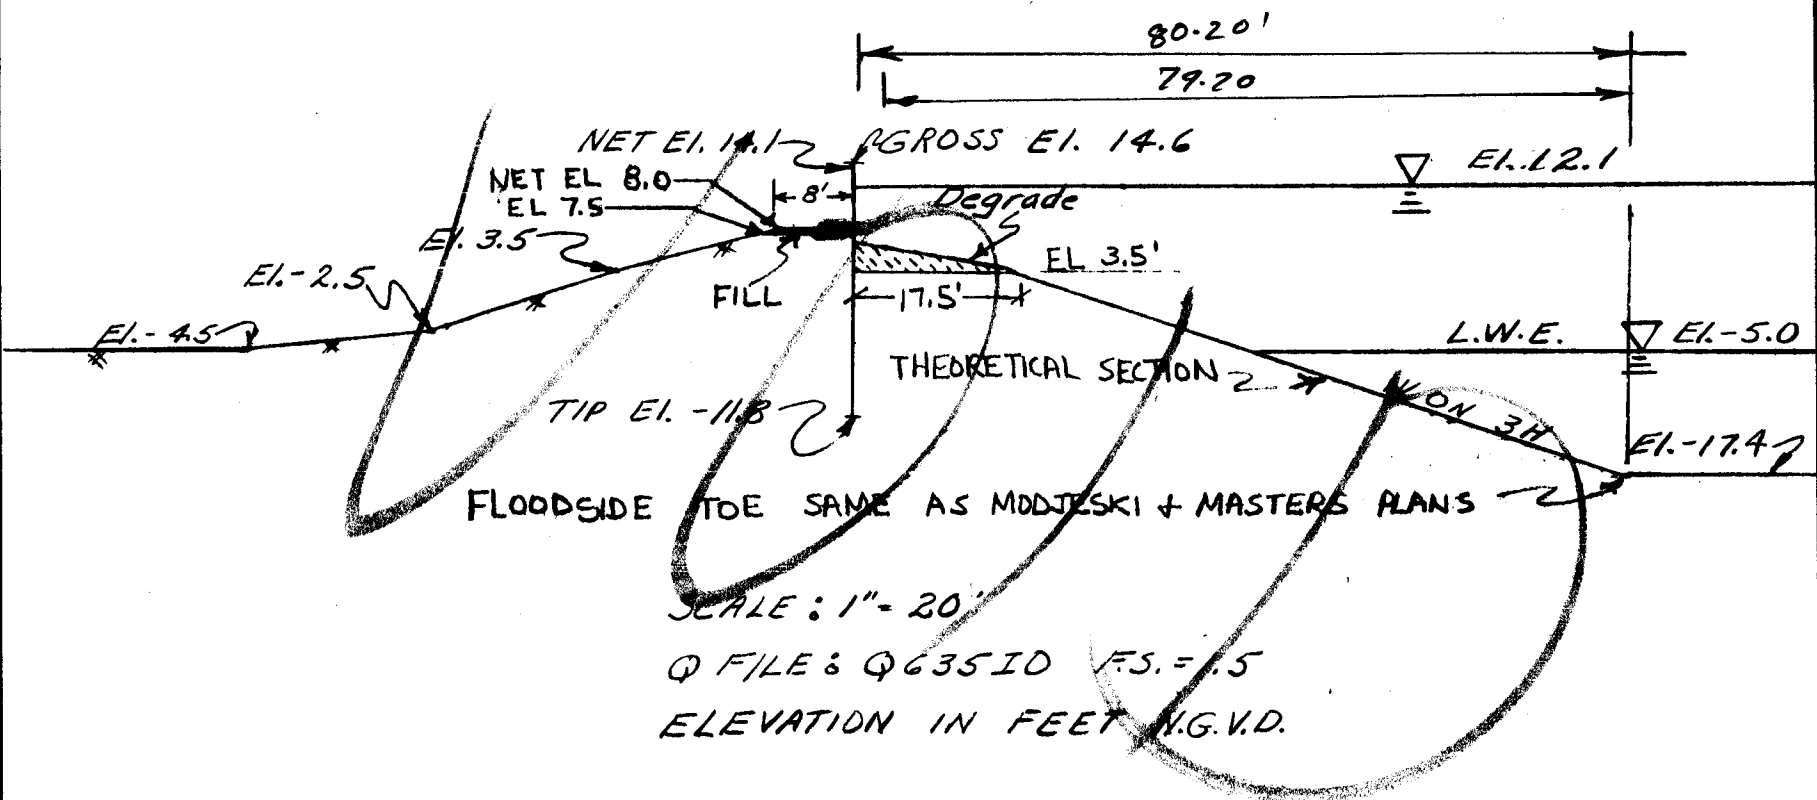 80.20'
79.20
NET El. 14.1
GROSS El. 14.6
El. 12.1
NET EL 8.0
8'
Degrade
EL 7.5
El. 3.5
EL 3.5'
El.-2.5
FILL
17.5'
El.-4.5
L.W.E.
El.-5.0
THEORETICAL SECTION
TIP El. -11.8
ON 3H
El.-17.4
FLOODSIDE TOE SAME AS MODJESKI + MASTERS PLANS
SCALE : 1"= 20'
Q FILE : Q635ID F.S. =
ELEVATION IN FEET N.G.V.D.